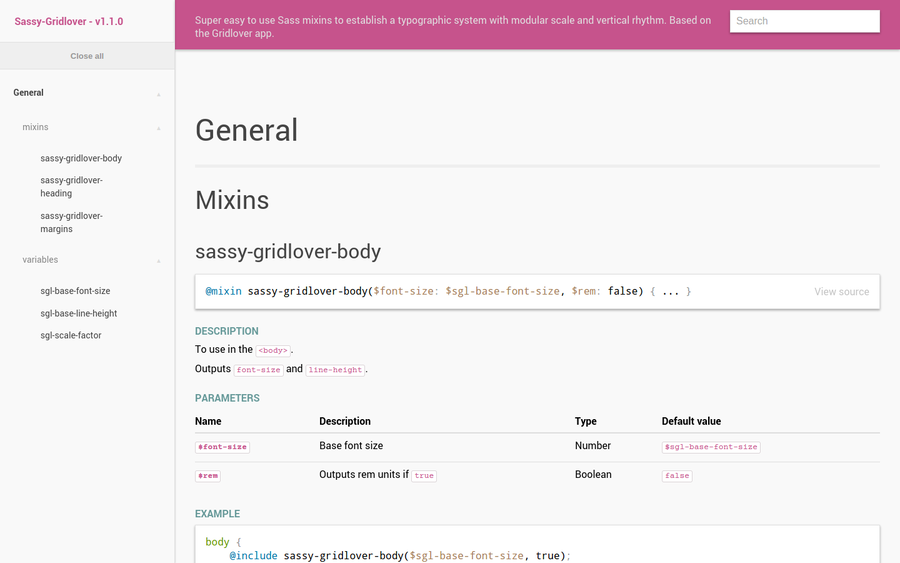 Sassy-Gridlover - v1.1.0
Close all
General
mixins
sassy-gridlover-body
sassy-gridlover-
heading
sassy-gridlover-
margins
variables
sgl-base-font-size
sgl-base-line-height
sgl-scale-factor
Super easy to use Sass mixins to establish a typographic system with modular scale and vertical rhythm. Based on
the Gridlover app.
Search
General
Mixins
sassy-gridlover-body
@mixin sassy-gridlover-body($font-size: $sgl-base-font-size, $rem: false) { ... }
View source
DESCRIPTION
To use in the <body>.
Outputs font-size and line-height.
PARAMETERS
Name Description Type Default value
$font-size Base font size Number $sgl-base-font-size
$rem Outputs rem units if true Boolean false
EXAMPLE
body {
@include sassy-gridlover-body($sgl-base-font-size, true);